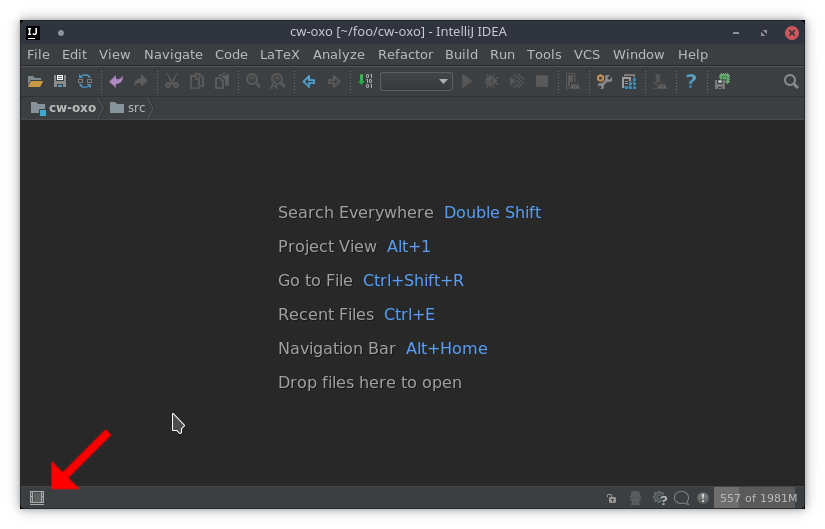 IJ
cw-oxo [~/foo/cw-oxo] - IntelliJ IDEA
File Edit View Navigate Code LaTeX Analyze Refactor Build Run Tools VCS Window Help
cw-oxo src
Search Everywhere Double Shift
Project View Alt+1
Go to File Ctrl+Shift+R
Recent Files Ctrl+E
Navigation Bar Alt+Home
Drop files here to open
557 of 1981M